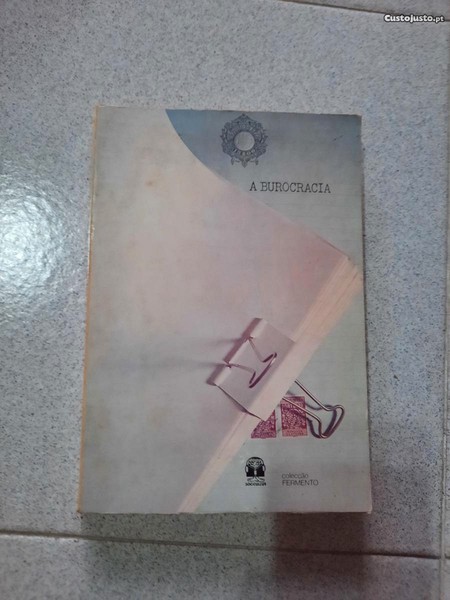 Custojusto.pt
A BUROCRACIA
colecção
FERMENTO